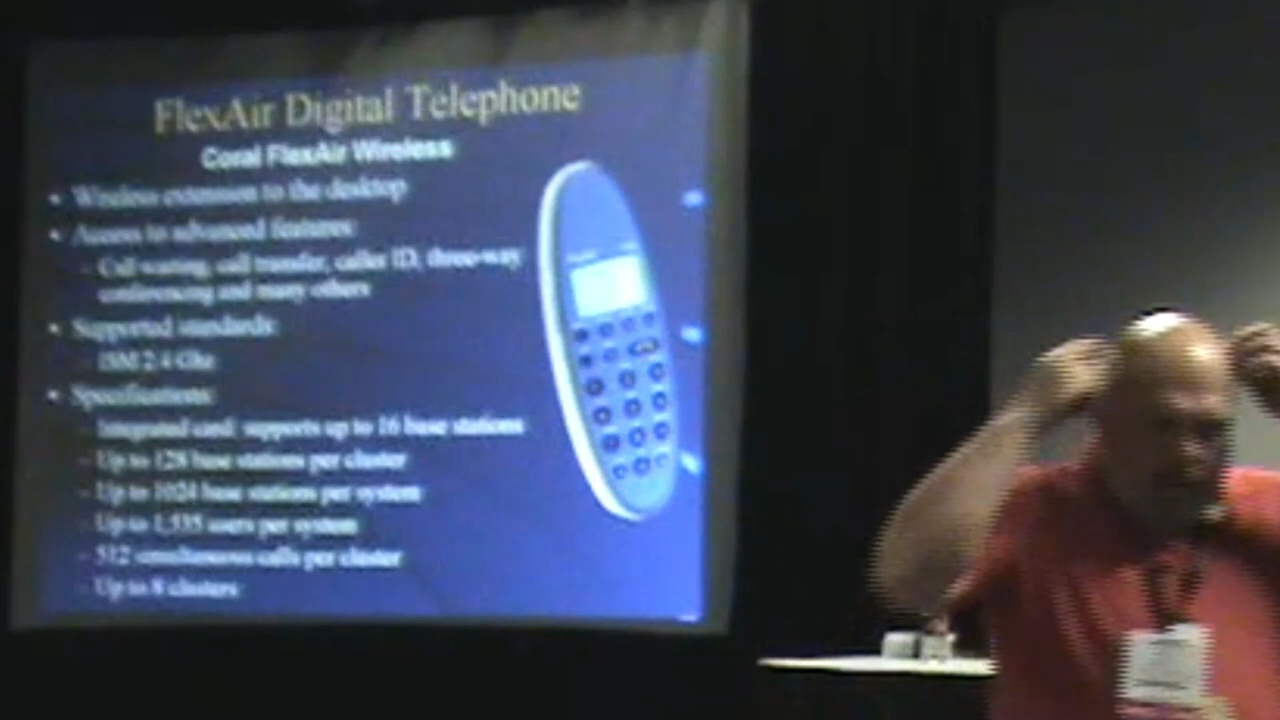 FlexAir Digital Telephone
Coral FlexAir Wireless
• Wireless extension to the desktop
• Access to advanced features:
- Call waiting, call transfer, caller ID, three-way
conferencing and many others
• Supported standards:
- ISM 2.4 Ghz
• Specifications:
- Integrated card: supports up to 16 base stations
- Up to 128 base stations per cluster
- Up to 1024 base stations per system
- Up to 1,535 users per system
- 512 simultaneous calls per cluster
- Up to 8 clusters